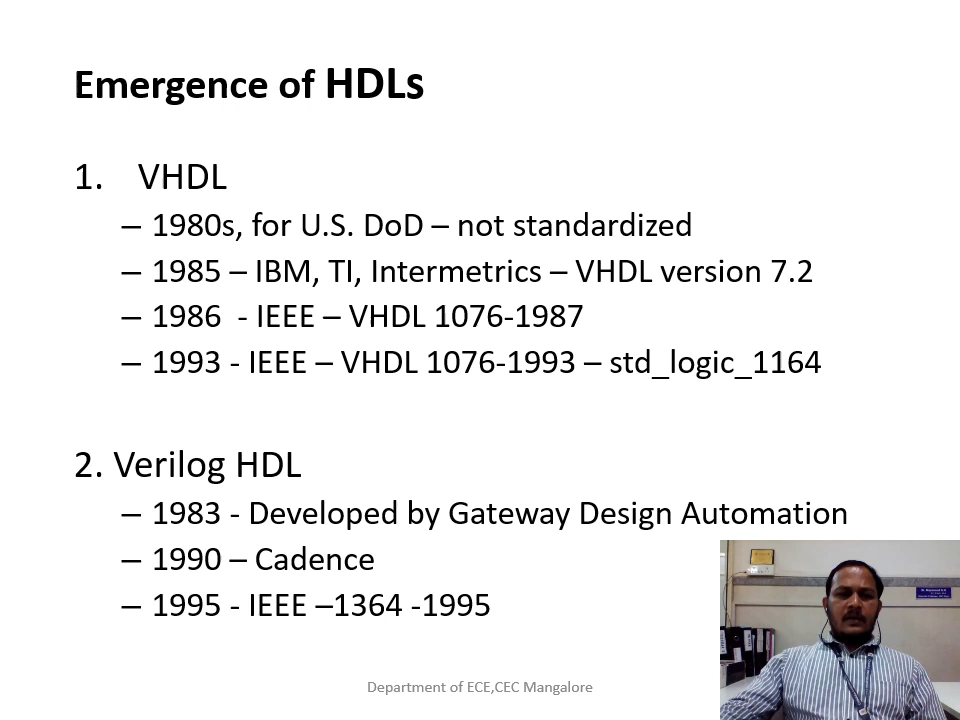 Emergence of HDLs
1. VHDL
– 1980s, for U.S. DoD – not standardized
– 1985 – IBM, TI, Intermetrics – VHDL version 7.2
– 1986 - IEEE – VHDL 1076-1987
– 1993 - IEEE – VHDL 1076-1993 – std_logic_1164
2. Verilog HDL
– 1983 - Developed by Gateway Design Automation
– 1990 – Cadence
– 1995 - IEEE –1364 -1995
Department of ECE,CEC Mangalore